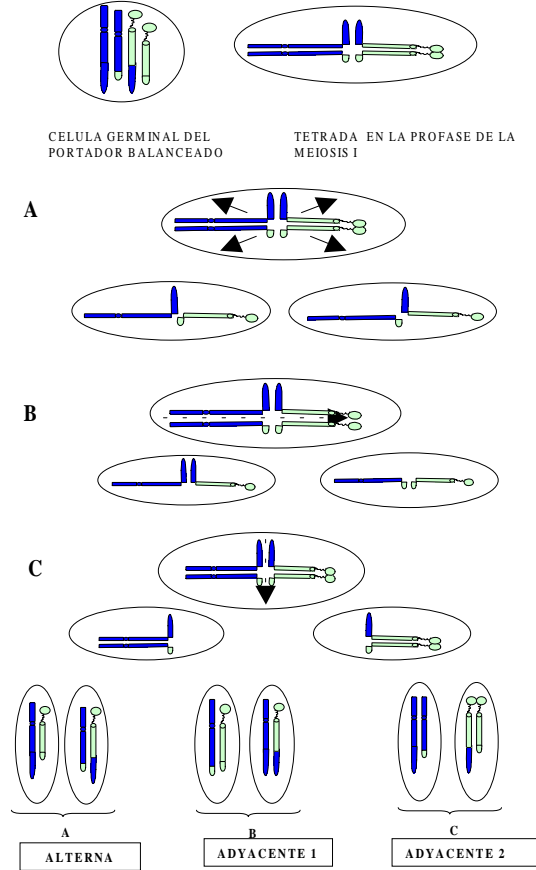 CELULA GERMINAL DEL
PORTADOR BALANCEADO
TETRADA EN LA PROFASE DE LA
MEIOSIS I
A
B
C
A
B
C
ALTERNA
ADYACENTE 1
ADYACENTE 2